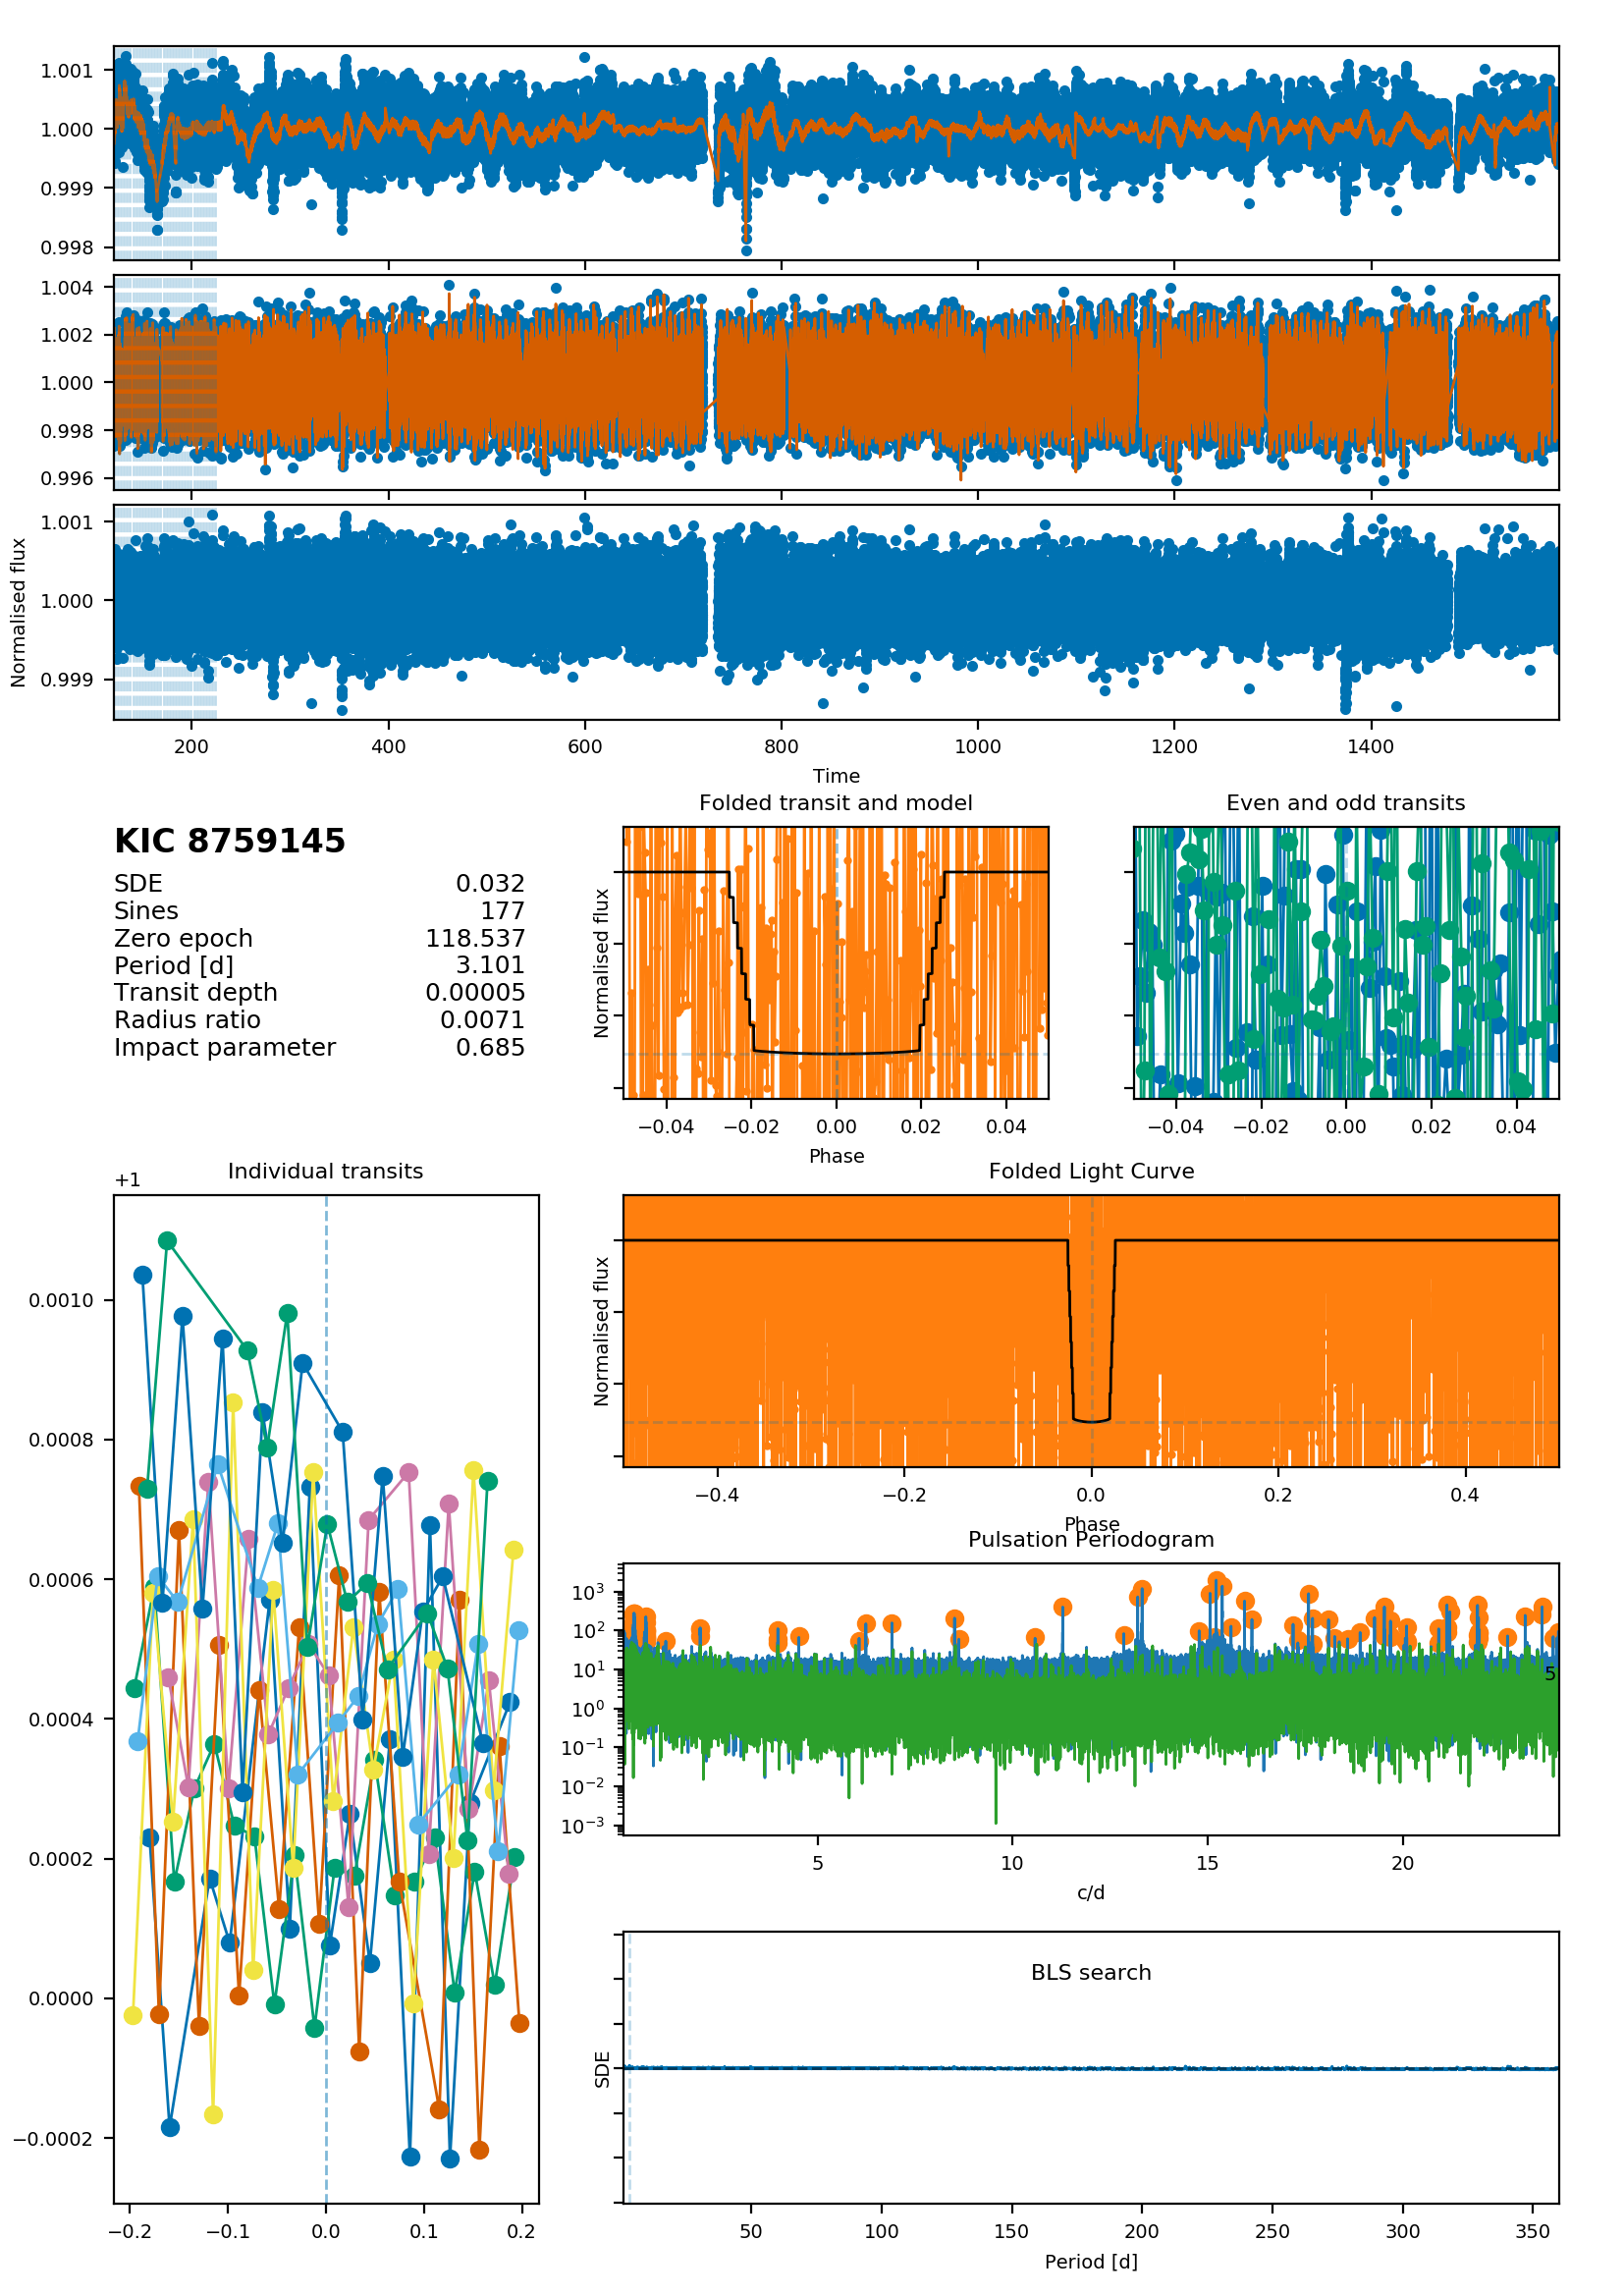 1.001
1.000
0.999
0.998
1.004
1.002
1.000
0.998
0.996
1.001
1.000
0.999
Normalised flux
200 400 600 800 1000 1200 1400
Time
KIC 8759145
SDE 0.032
Sines 177
Zero epoch 118.537
Period [d] 3.101
Transit depth 0.00005
Radius ratio 0.0071
Impact parameter 0.685
Folded transit and model
Normalised flux
−0.04 −0.02 0.00 0.02 0.04
Phase
Even and odd transits
−0.04 −0.02 0.00 0.02 0.04
Individual transits
+1
0.0010
0.0008
0.0006
0.0004
0.0002
0.0000
−0.0002
−0.2 −0.1 0.0 0.1 0.2
Folded Light Curve
Normalised flux
−0.4 −0.2 0.0 0.2 0.4
Phase
Pulsation Periodogram
10³
10²
10¹
10⁰
10⁻¹
10⁻²
10⁻³
5
5 10 15 20
c/d
BLS search
SDE
50 100 150 200 250 300 350
Period [d]